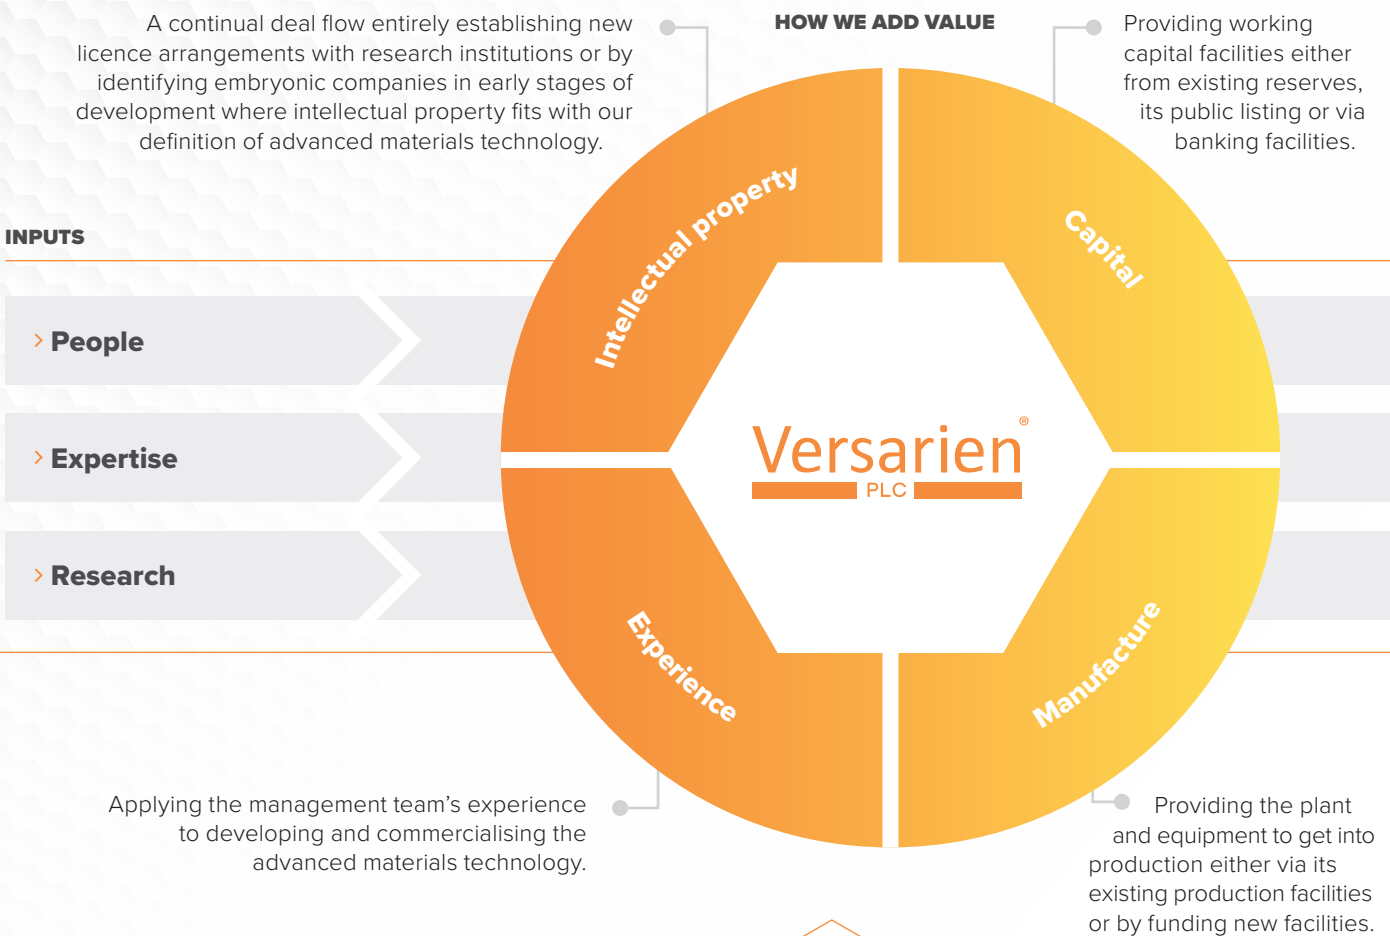 HOW WE ADD VALUE
A continual deal flow entirely establishing new
licence arrangements with research institutions or by
identifying embryonic companies in early stages of
development where intellectual property fits with our
definition of advanced materials technology.
Providing working
capital facilities either
from existing reserves,
its public listing or via
banking facilities.
INPUTS
› People
› Expertise
› Research
Intellectual property
Capital
Versarien®
PLC
Experience
Manufacture
Applying the management team’s experience
to developing and commercialising the
advanced materials technology.
Providing the plant
and equipment to get into
production either via its
existing production facilities
or by funding new facilities.